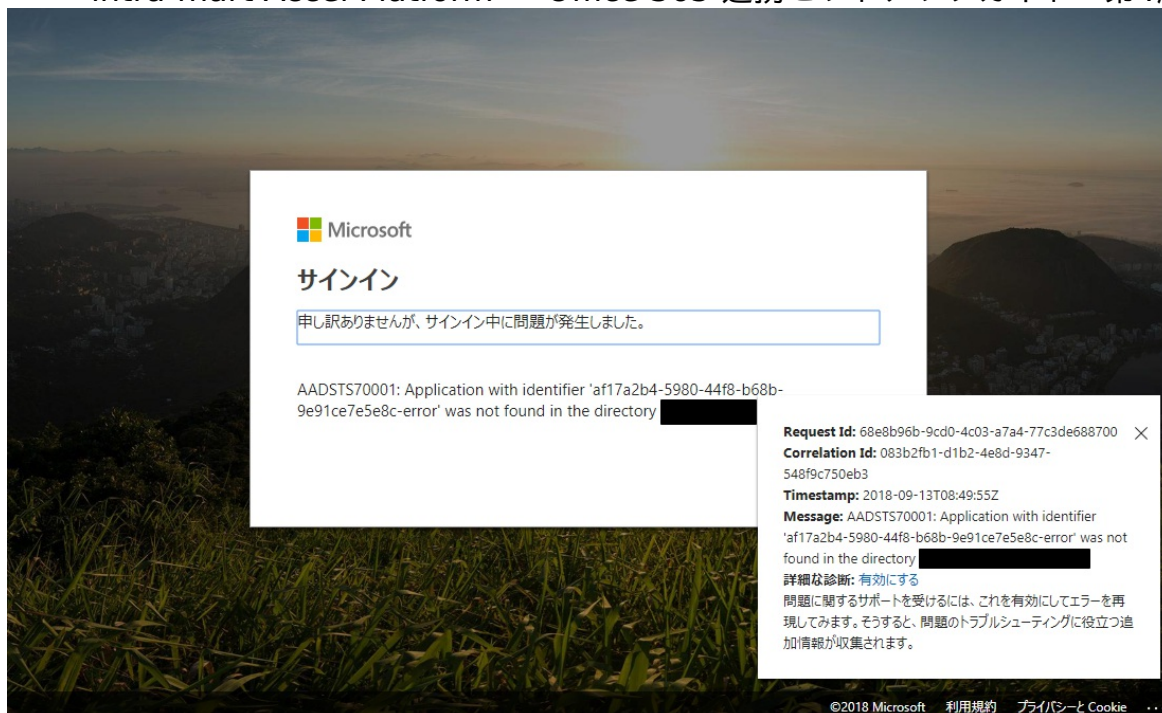 Microsoft
サインイン
申し訳ありませんが、サインイン中に問題が発生しました。
AADSTS70001: Application with identifier 'af17a2b4-5980-44f8-b68b-
9e91ce7e5e8c-error' was not found in the directory
Request Id: 68e8b96b-9cd0-4c03-a7a4-77c3de688700
Correlation Id: 083b2fb1-d1b2-4e8d-9347-
548f9c750eb3
Timestamp: 2018-09-13T08:49:55Z
Message: AADSTS70001: Application with identifier
'af17a2b4-5980-44f8-b68b-9e91ce7e5e8c-error' was not
found in the directory
詳細な診断: 有効にする
問題に関するサポートを受けるには、これを有効にしてエラーを再
現してみます。そうすると、問題のトラブルシューティングに役立つ追
加情報が収集されます。
©2018 Microsoft 利用規約 プライバシーと Cookie ..